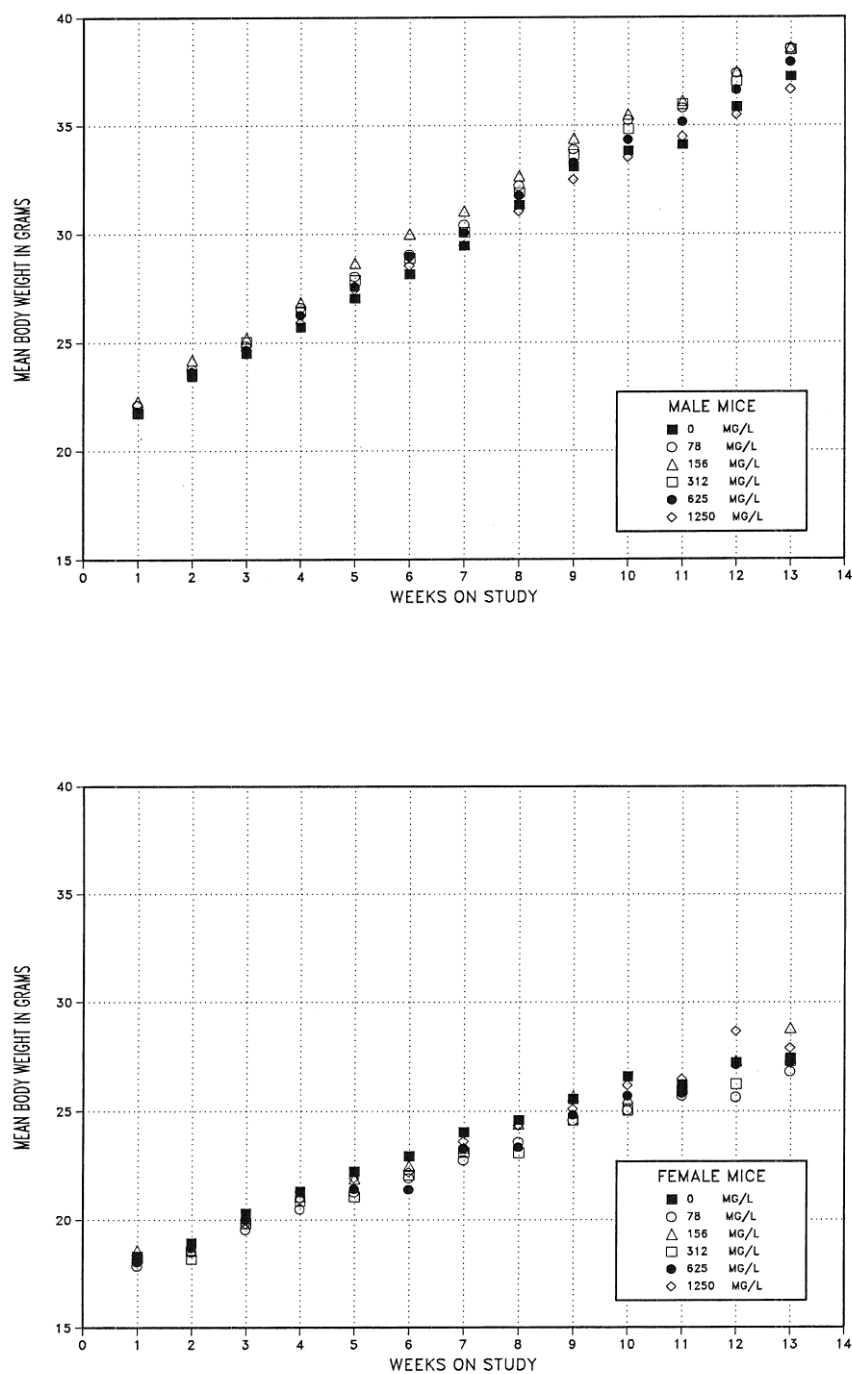 40
35
30
25
20
15
MEAN BODY WEIGHT IN GRAMS
MALE MICE
0 MG/L
78 MG/L
156 MG/L
312 MG/L
625 MG/L
1250 MG/L
0 1 2 3 4 5 6 7 8 9 10 11 12 13 14
WEEKS ON STUDY
40
35
30
25
20
15
MEAN BODY WEIGHT IN GRAMS
FEMALE MICE
0 MG/L
78 MG/L
156 MG/L
312 MG/L
625 MG/L
1250 MG/L
0 1 2 3 4 5 6 7 8 9 10 11 12 13 14
WEEKS ON STUDY